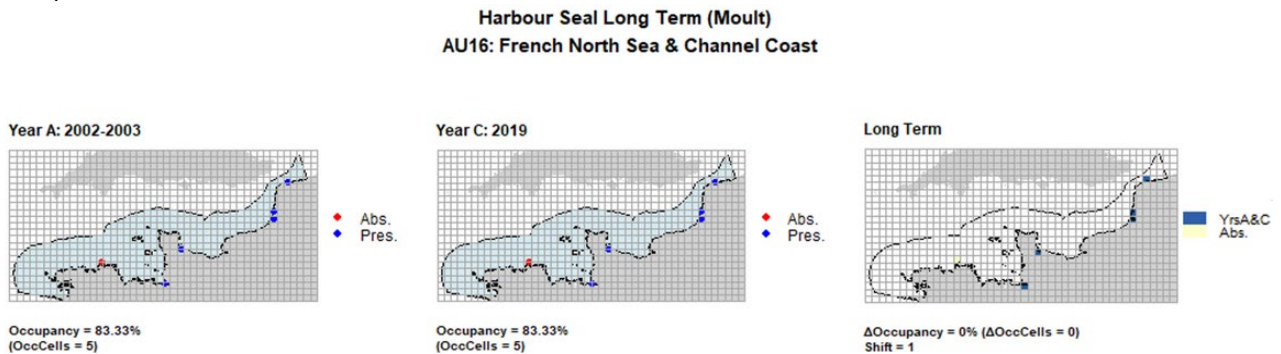 Harbour Seal Long Term (Moult)
AU16: French North Sea & Channel Coast
Year A: 2002-2003
Abs.
Pres.
Occupancy = 83.33%
(OccCells = 5)
Year C: 2019
Abs.
Pres.
Occupancy = 83.33%
(OccCells = 5)
Long Term
YrsA&C
Abs.
ΔOccupancy = 0% (ΔOccCells = 0)
Shift = 1